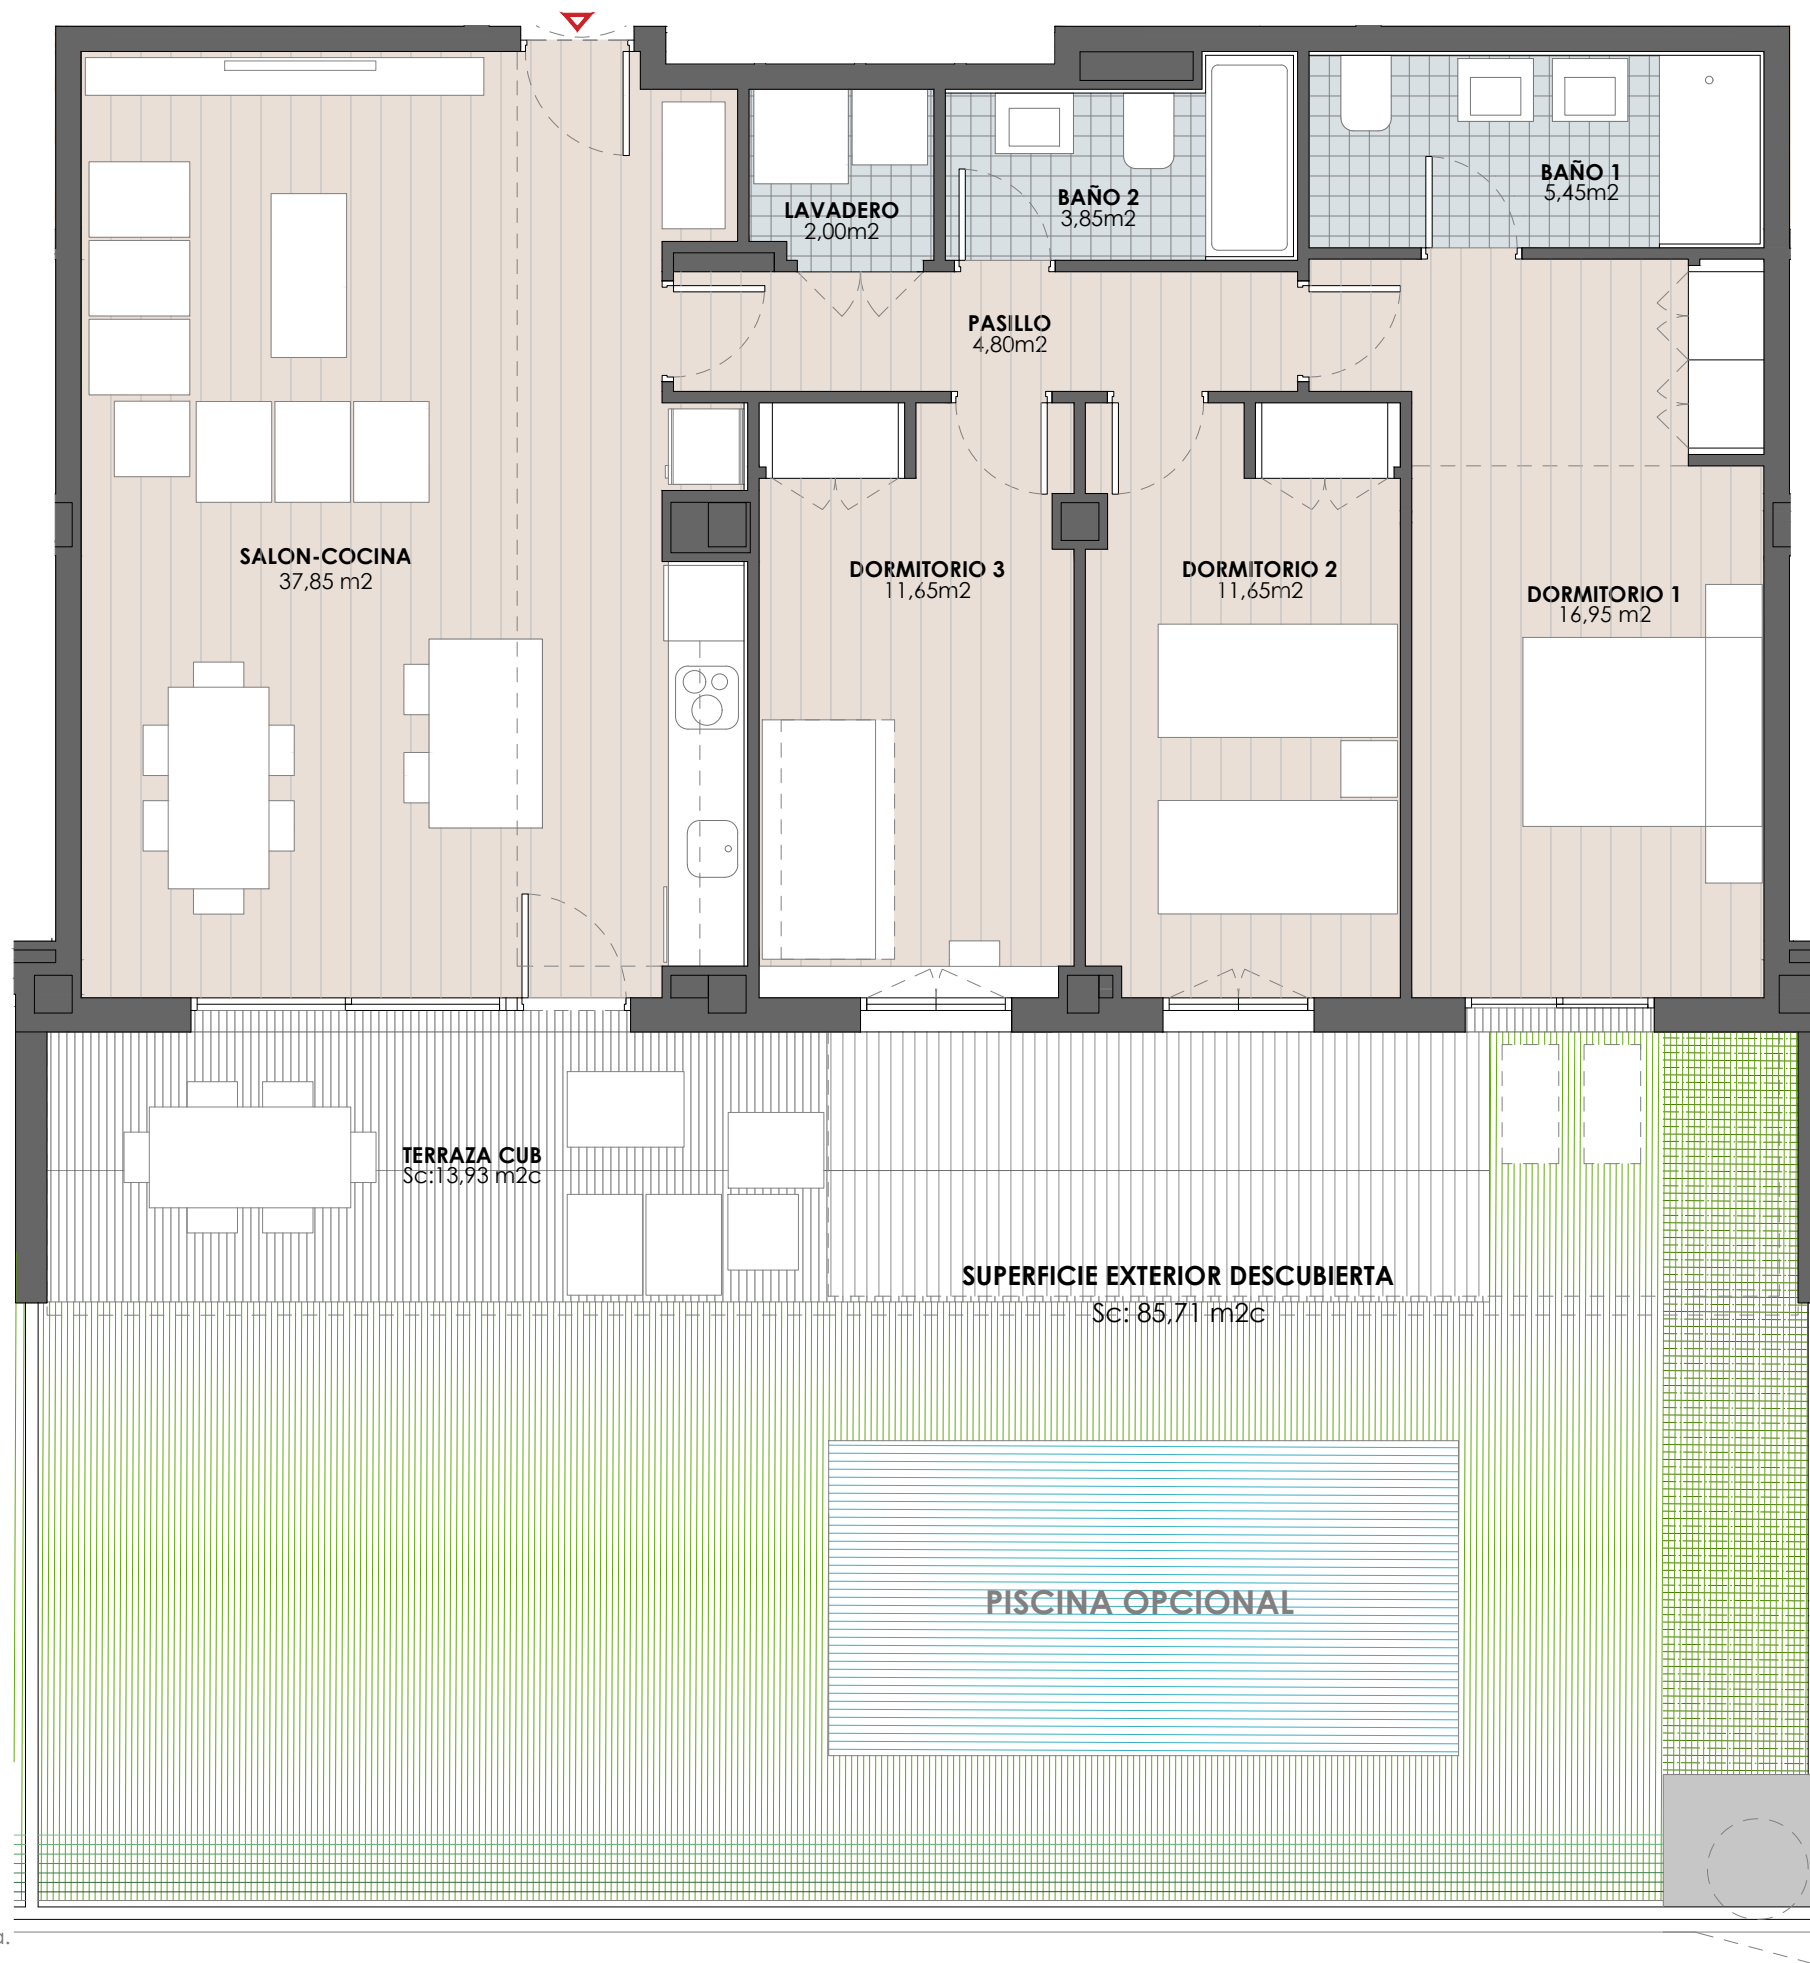 LAVADERO
2,00m2
BAÑO 2
3,85m2
BAÑO 1
5,45m2
PASILLO
4,80m2
SALON-COCINA
37,85 m2
DORMITORIO 3
11,65m2
DORMITORIO 2
11,65m2
DORMITORIO 1
16,95 m2
TERRAZA CUB
Sc:13,93 m2c
SUPERFICIE EXTERIOR DESCUBIERTA
Sc: 85,71 m2c
PISCINA OPCIONAL
a.